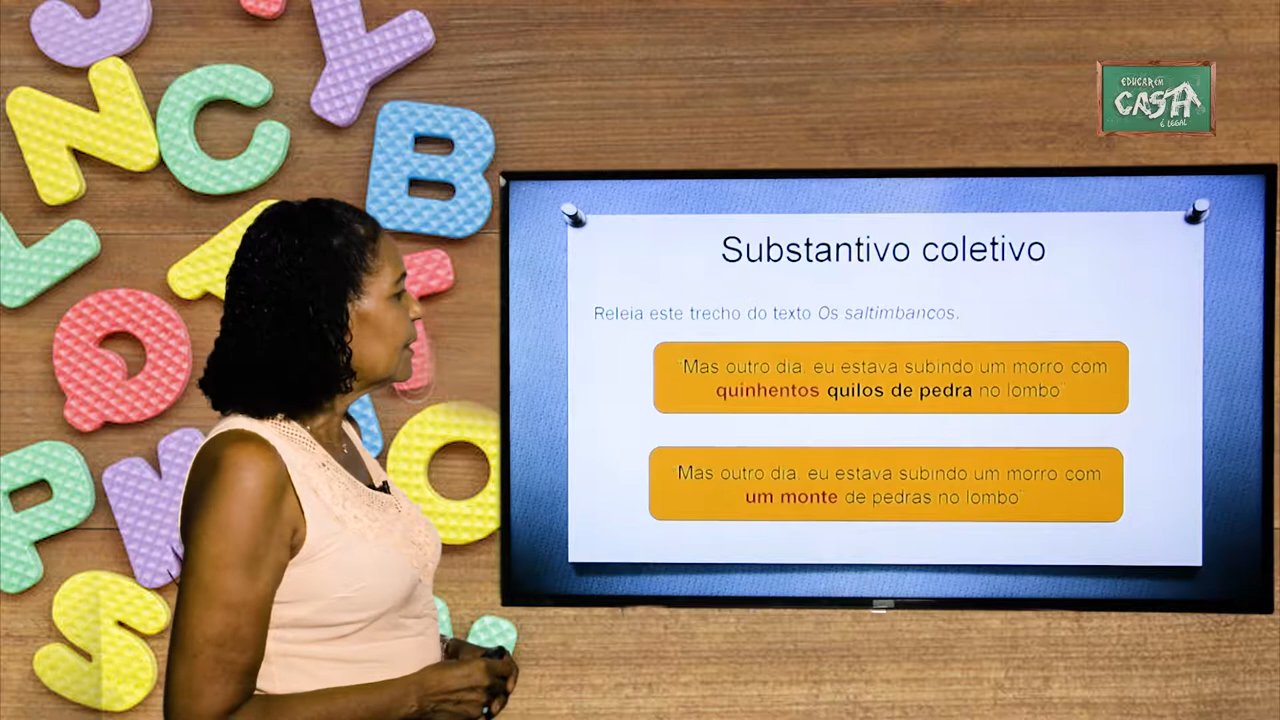 EDUCAR EM
CASA
É LEGAL
Substantivo coletivo
Releia este trecho do texto Os saltimbancos.
“Mas outro dia, eu estava subindo um morro com
quinhentos quilos de pedra no lombo”
“Mas outro dia, eu estava subindo um morro com
um monte de pedras no lombo”
Y
N
C
B
L
A
T
Q
O
P
S